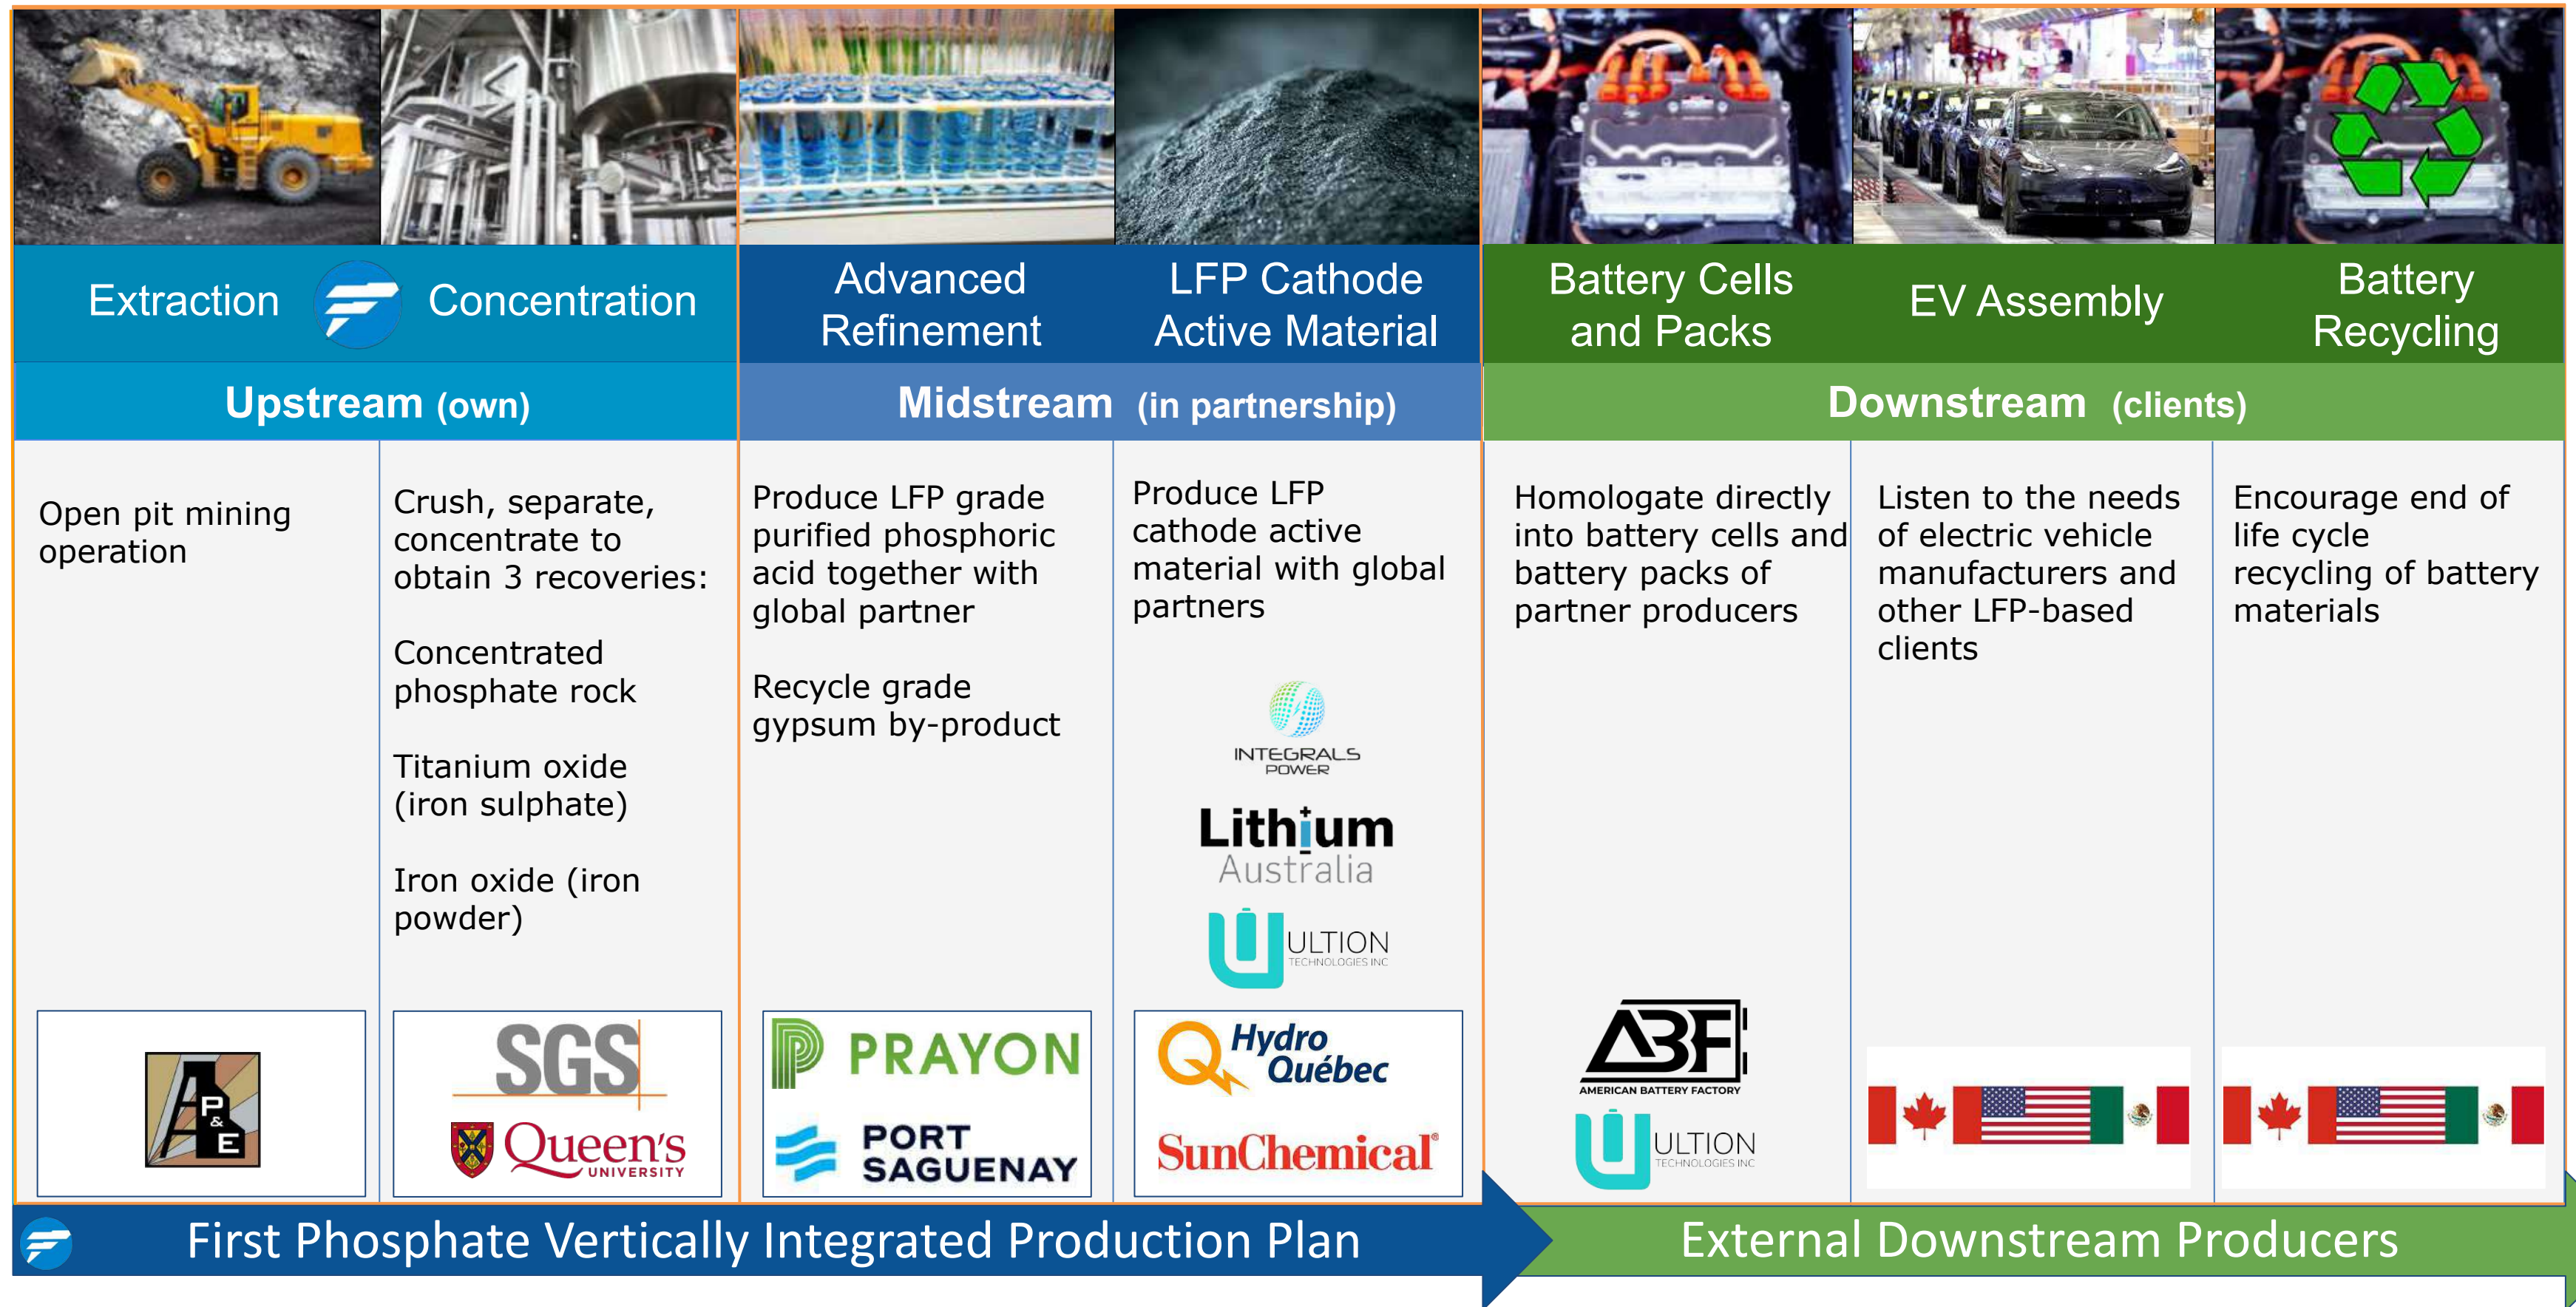 Extraction
Concentration
Advanced
Refinement
LFP Cathode
Active Material
Battery Cells
and Packs
EV Assembly
Battery
Recycling
Upstream (own)
Midstream (in partnership)
Downstream (clients)
Open pit mining
operation
Crush, separate,
concentrate to
obtain 3 recoveries:
Concentrated
phosphate rock
Titanium oxide
(iron sulphate)
Iron oxide (iron
powder)
Produce LFP grade
purified phosphoric
acid together with
global partner
Recycle grade
gypsum by-product
Produce LFP
cathode active
material with global
partners
INTEGRALS
POWER
Lithium
Australia
ULTION
TECHNOLOGIES INC
Homologate directly
into battery cells and
battery packs of
partner producers
Listen to the needs
of electric vehicle
manufacturers and
other LFP-based
clients
Encourage end of
life cycle
recycling of battery
materials
A
P
&
E
SGS
Queen's
UNIVERSITY
PRAYON
PORT
SAGUENAY
Hydro
Québec
SunChemical®
ABF
AMERICAN BATTERY FACTORY
ULTION
TECHNOLOGIES INC
First Phosphate Vertically Integrated Production Plan
External Downstream Producers